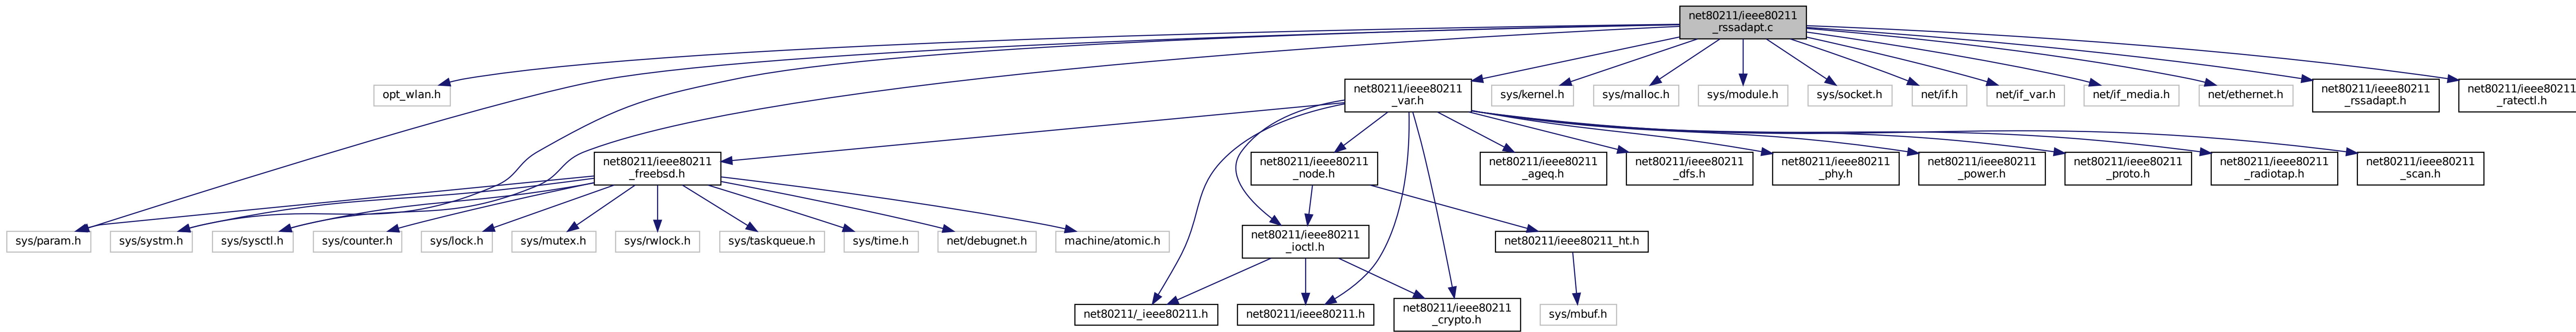 net80211/ieee80211
_rssadapt.c
opt_wlan.h
net80211/ieee80211
_var.h
sys/kernel.h
sys/malloc.h
sys/module.h
sys/socket.h
net/if.h
net/if_var.h
net/if_media.h
net/ethernet.h
net80211/ieee80211
_rssadapt.h
net80211/ieee80211
_ratectl.h
net80211/ieee80211
_freebsd.h
net80211/ieee80211
_node.h
net80211/ieee80211
_ageq.h
net80211/ieee80211
_dfs.h
net80211/ieee80211
_phy.h
net80211/ieee80211
_power.h
net80211/ieee80211
_proto.h
net80211/ieee80211
_radiotap.h
net80211/ieee80211
_scan.h
sys/param.h
sys/systm.h
sys/sysctl.h
sys/counter.h
sys/lock.h
sys/mutex.h
sys/rwlock.h
sys/taskqueue.h
sys/time.h
net/debugnet.h
machine/atomic.h
net80211/ieee80211
_ioctl.h
net80211/ieee80211_ht.h
net80211/_ieee80211.h
net80211/ieee80211.h
net80211/ieee80211
_crypto.h
sys/mbuf.h